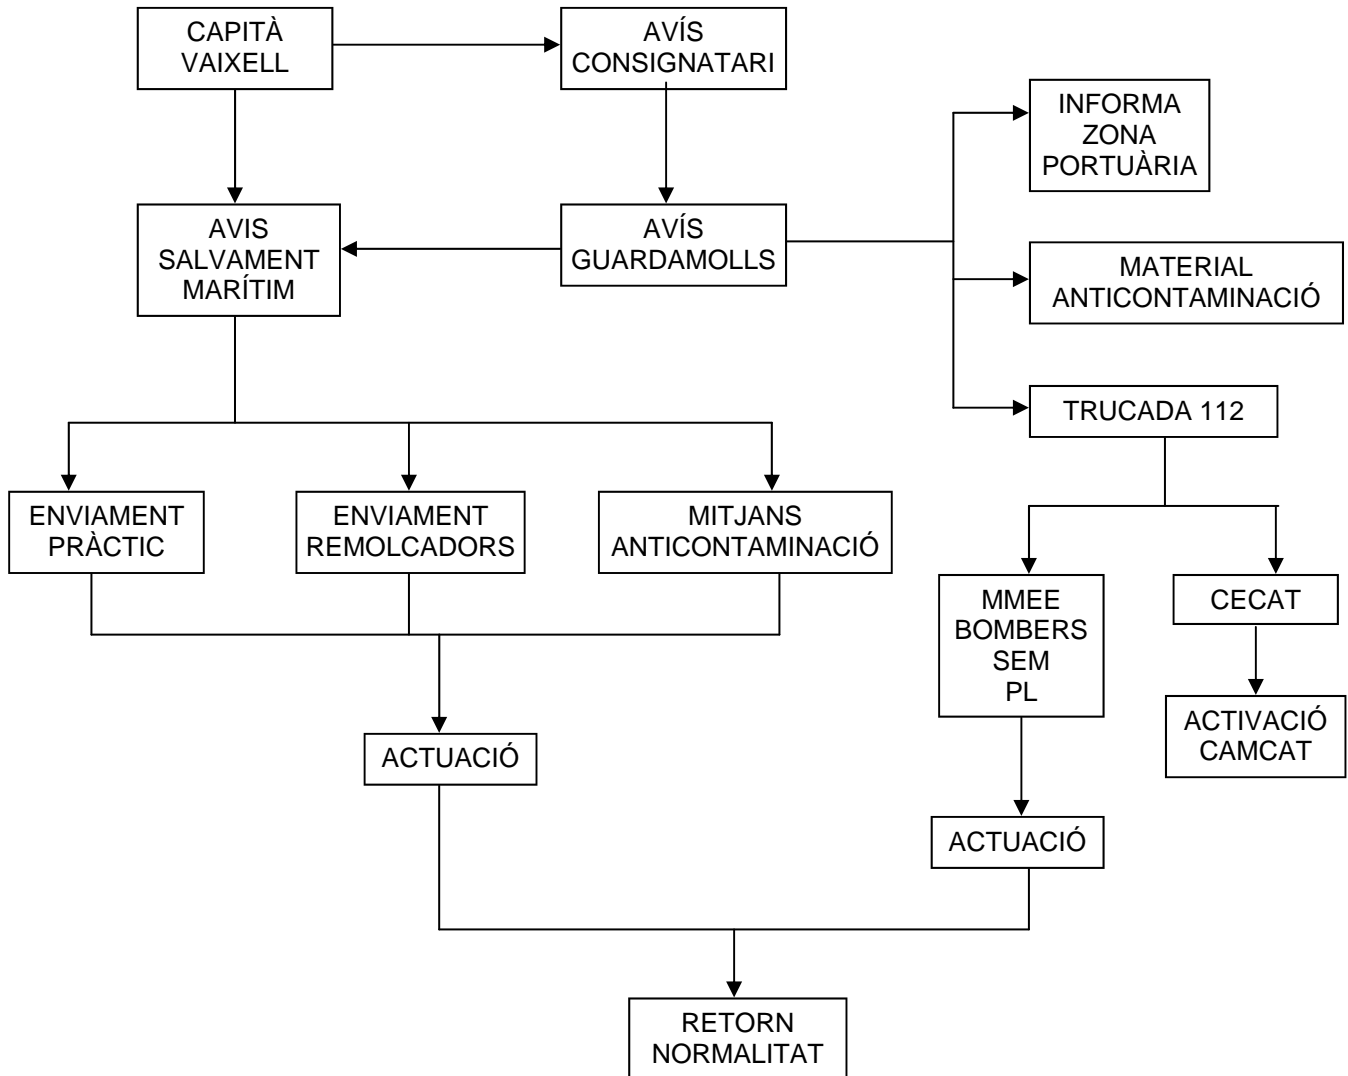 CAPITÀ
VAIXELL
AVÍS
CONSIGNATARI
INFORMA
ZONA
PORTUÀRIA
AVIS
SALVAMENT
MARÍTIM
AVÍS
GUARDAMOLLS
MATERIAL
ANTICONTAMINACIÓ
TRUCADA 112
ENVIAMENT
PRÀCTIC
ENVIAMENT
REMOLCADORS
MITJANS
ANTICONTAMINACIÓ
MMEE
BOMBERS
SEM
PL
CECAT
ACTIVACIÓ
CAMCAT
ACTUACIÓ
ACTUACIÓ
RETORN
NORMALITAT